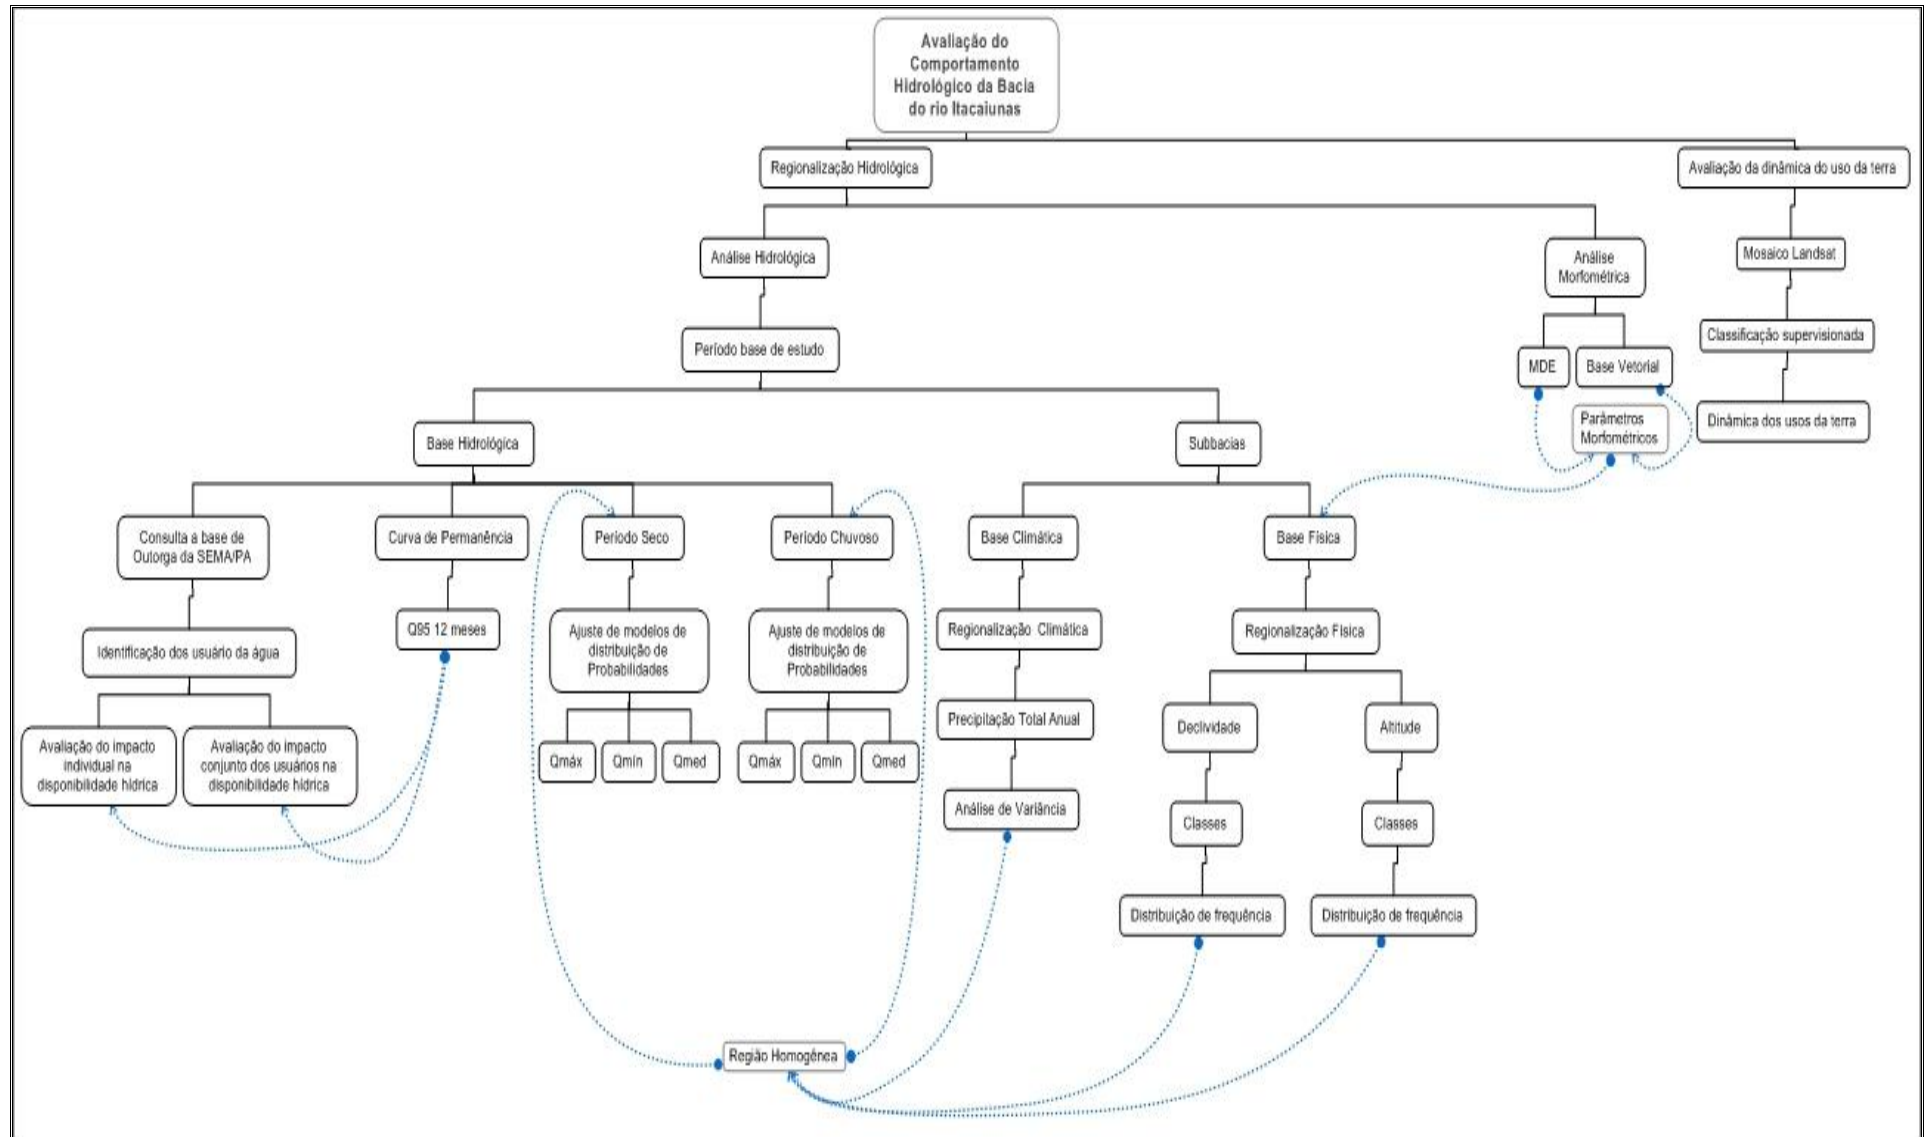 Avaliação do
Comportamento
Hidrológico da Bacia
do rio Itacaiunas
Regionalização Hidrológica
Avaliação da dinâmica do uso da terra
Análise Hidrológica
Análise
Morfométrica
Mosaico Landsat
Período base de estudo
MDE
Base Vetorial
Classificação supervisionada
Parâmetros
Morfométricos
Dinâmica dos usos da terra
Base Hidrológica
Subbacias
Consulta a base de
Outorga da SEMA/PA
Curva de Permanência
Período Seco
Período Chuvoso
Base Climática
Base Física
Identificação dos usuário da água
Q95 12 meses
Ajuste de modelos de
distribuição de
Probabilidades
Ajuste de modelos de
distribuição de
Probabilidades
Regionalização Climática
Regionalização Física
Avaliação do impacto
individual na
disponibilidade hídrica
Avaliação do impacto
conjunto dos usuários na
disponibilidade hídrica
Qmáx
Qmín
Qmed
Qmáx
Qmín
Qmed
Precipitação Total Anual
Declividade
Altitude
Análise de Variância
Classes
Classes
Distribuição de frequência
Distribuição de frequência
Região Homogênea